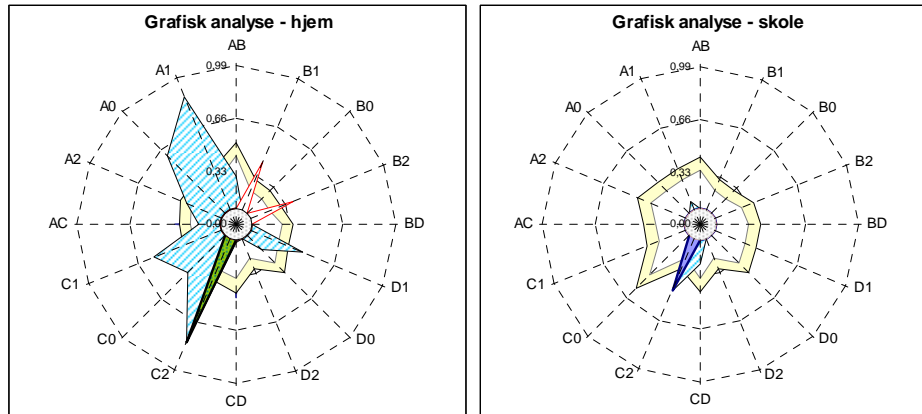 Grafisk analyse - hjem
AB
0,99
A1
B1
A0
B0
0,66
A2
B2
0,33
AC
0,00
BD
C1
D1
C0
D0
C2
D2
CD
Grafisk analyse - skole
AB
0,99
A1
B1
A0
B0
0,66
A2
B2
0,33
AC
0,00
BD
C1
D1
C0
D0
C2
D2
CD